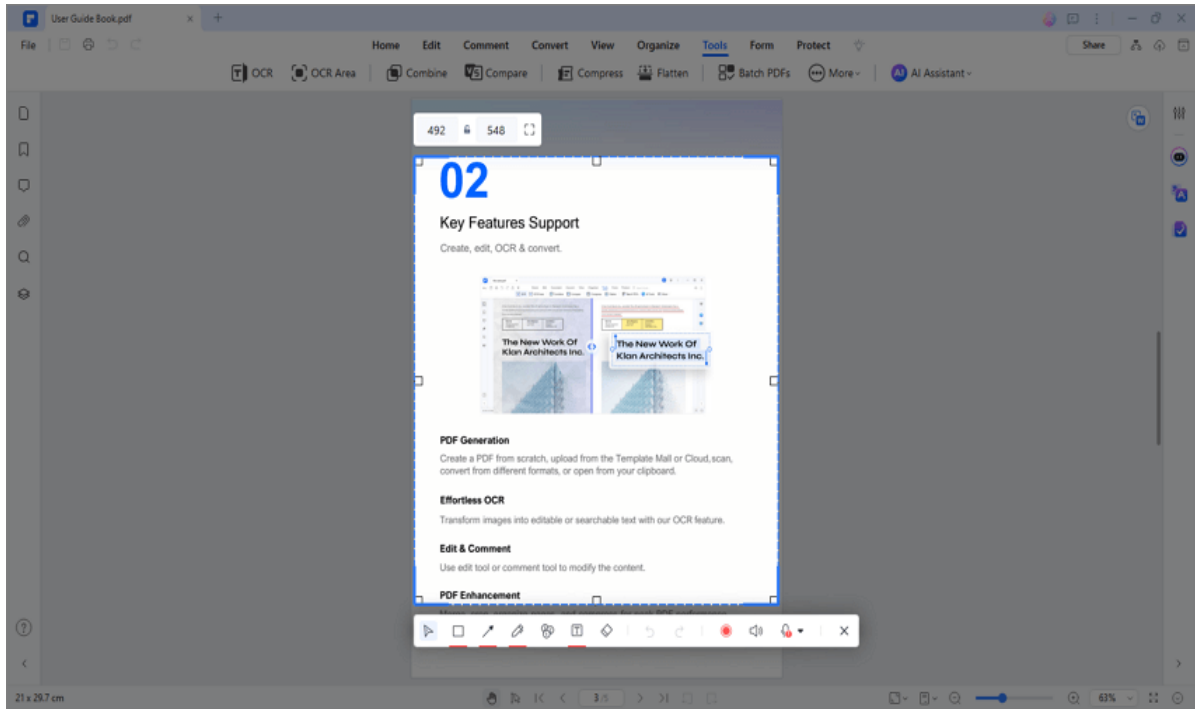 User Guide Book.pdf
File
Home Edit Comment Convert View Organize Tools Form Protect
Share
OCR OCR Area Combine Compare Compress Flatten Batch PDFs More AI Assistant
492 548
02
Key Features Support
Create, edit, OCR & convert.
The New Work Of
Klan Architects Inc.
The New Work Of
Klan Architects Inc.
PDF Generation
Create a PDF from scratch, upload from the Template Mall or Cloud,scan,
convert from different formats, or open from your clipboard.
Effortless OCR
Transform images into editable or searchable text with our OCR feature.
Edit & Comment
Use edit tool or comment tool to modify the content.
PDF Enhancement
21 x 29.7 cm
3 /5
63%